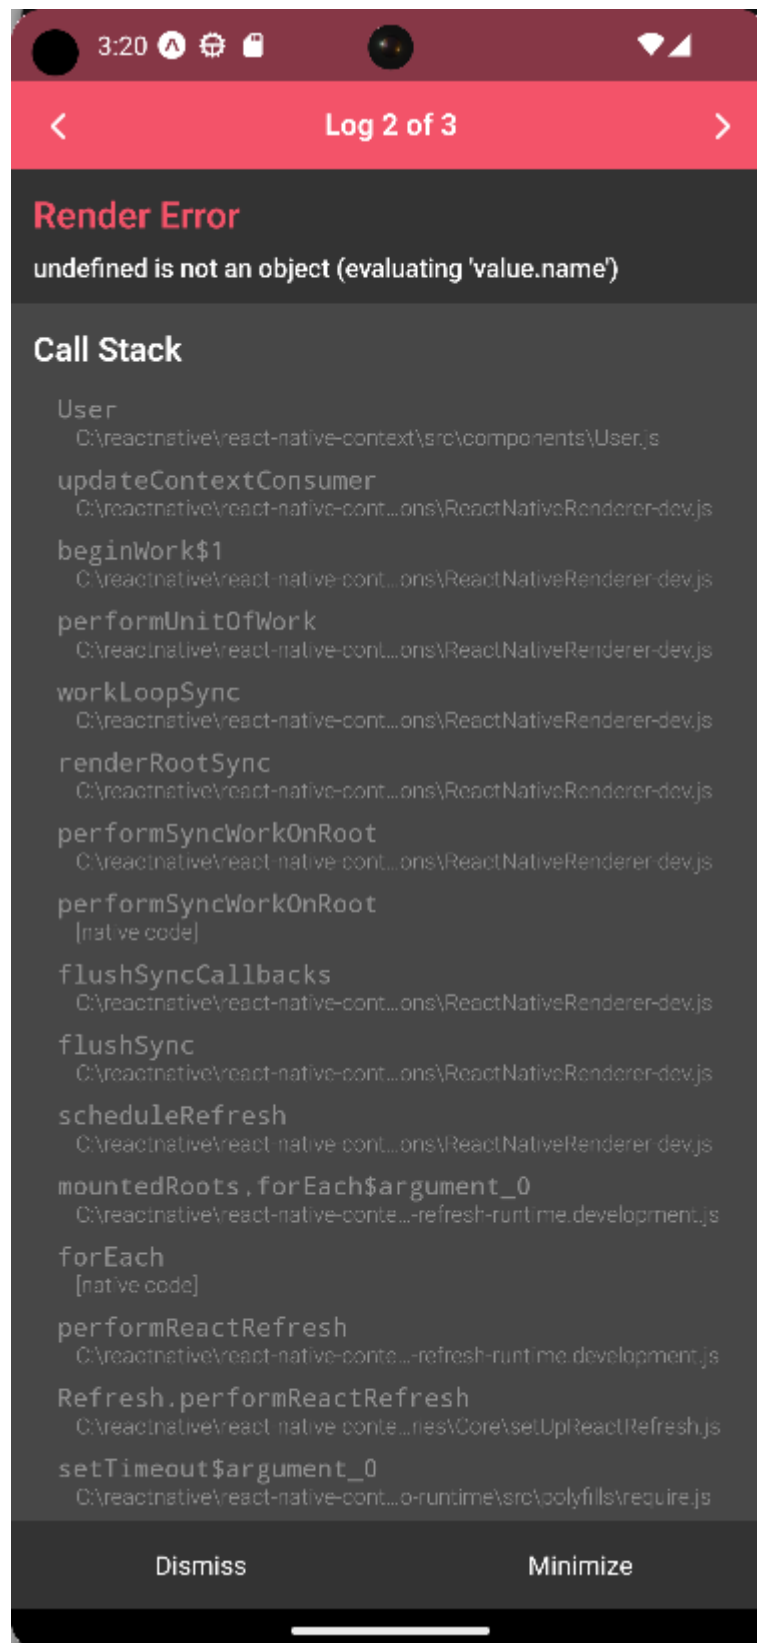 3:20
Log 2 of 3
Render Error
undefined is not an object (evaluating 'value.name')
Call Stack
User
C:\reactnative\react-native-context\src\components\User.js
updateContextConsumer
C:\reactnative\react-native-cont...ons\ReactNativeRenderer-dev.js
beginWork$1
C:\reactnative\react-native-cont...ons\ReactNativeRenderer-dev.js
performUnitOfWork
C:\reactnative\react-native-cont...ons\ReactNativeRenderer-dev.js
workLoopSync
C:\reactnative\react-native-cont...ons\ReactNativeRenderer-dev.js
renderRootSync
C:\reactnative\react-native-cont...ons\ReactNativeRenderer-dev.js
performSyncWorkOnRoot
C:\reactnative\react-native-cont...ons\ReactNativeRenderer-dev.js
performSyncWorkOnRoot
[native code]
flushSyncCallbacks
C:\reactnative\react-native-cont...ons\ReactNativeRenderer-dev.js
flushSync
C:\reactnative\react-native-cont...ons\ReactNativeRenderer-dev.js
scheduleRefresh
C:\reactnative\react-native-cont...ons\ReactNativeRenderer-dev.js
mountedRoots.forEach$argument_0
C:\reactnative\react-native-conte...-refresh-runtime.development.js
forEach
[native code]
performReactRefresh
C:\reactnative\react-native-conte...-refresh-runtime.development.js
Refresh.performReactRefresh
C:\reactnative\react-native-conte...ries\Core\setUpReactRefresh.js
setTimeout$argument_0
C:\reactnative\react-native-cont...o-runtime\src\polyfills\require.js
Dismiss
Minimize